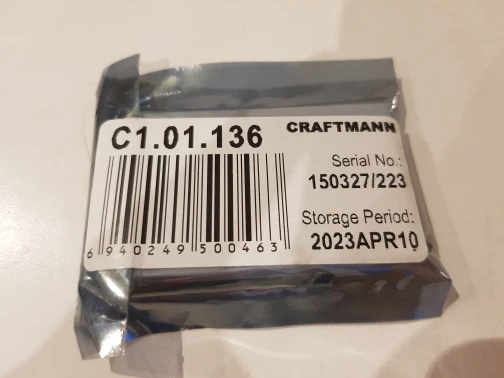 C1.01.136
CRAFTMANN
Serial No.:
150327/223
Storage Period:
2023APR10
6 940249 500463